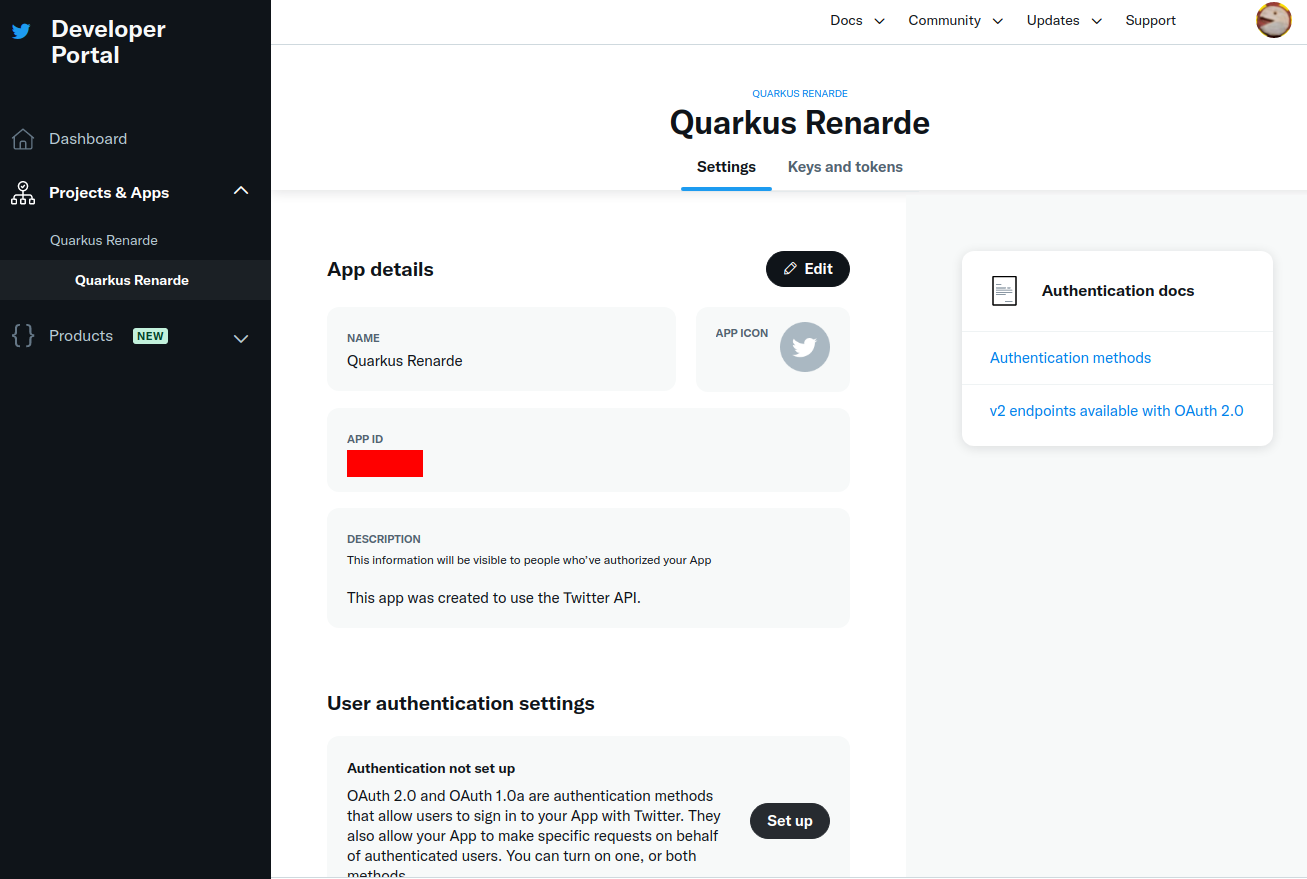 Developer
Portal
Docs
Community
Updates
Support
Dashboard
Projects & Apps
Quarkus Renarde
Quarkus Renarde
Products NEW
QUARKUS RENARDE
Quarkus Renarde
Settings
Keys and tokens
App details
Edit
NAME
Quarkus Renarde
APP ICON
APP ID
DESCRIPTION
This information will be visible to people who've authorized your App
This app was created to use the Twitter API.
User authentication settings
Authentication not set up
OAuth 2.0 and OAuth 1.0a are authentication methods
that allow users to sign in to your App with Twitter. They
also allow your App to make specific requests on behalf
of authenticated users. You can turn on one, or both
methods.
Set up
Authentication docs
Authentication methods
v2 endpoints available with OAuth 2.0